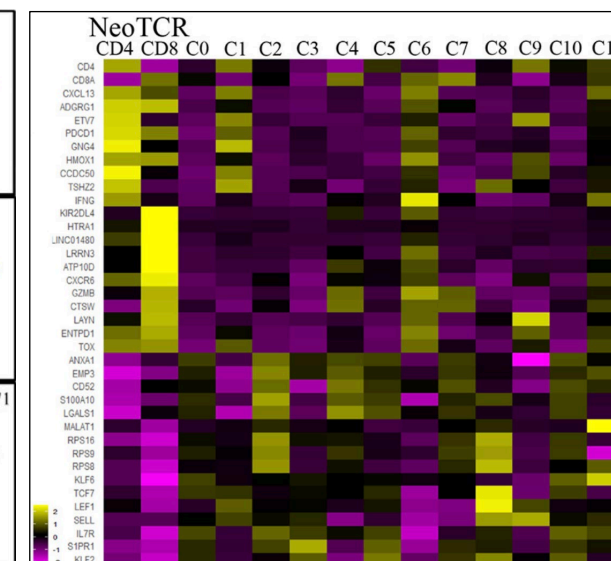 NeoTCR
CD4 CD8 C0 C1 C2 C3 C4 C5 C6 C7 C8 C9 C10
CD4
CD8A
CXCL13
ADGRG1
ETV7
PDCD1
GNG4
HMOX1
CCDC50
TSHZ2
IFNG
KIR2DL4
HTRA1
LINC01480
LRRN3
ATP10D
CXCR6
GZMB
CTSW
LAYN
ENTPD1
TOX
ANXA1
EMP3
CD52
S100A10
LGALS1
MALAT1
RPS16
RPS9
RPS8
KLF6
TCF7
LEF1
SELL
IL7R
S1PR1
KLF2
2
1
0
-1